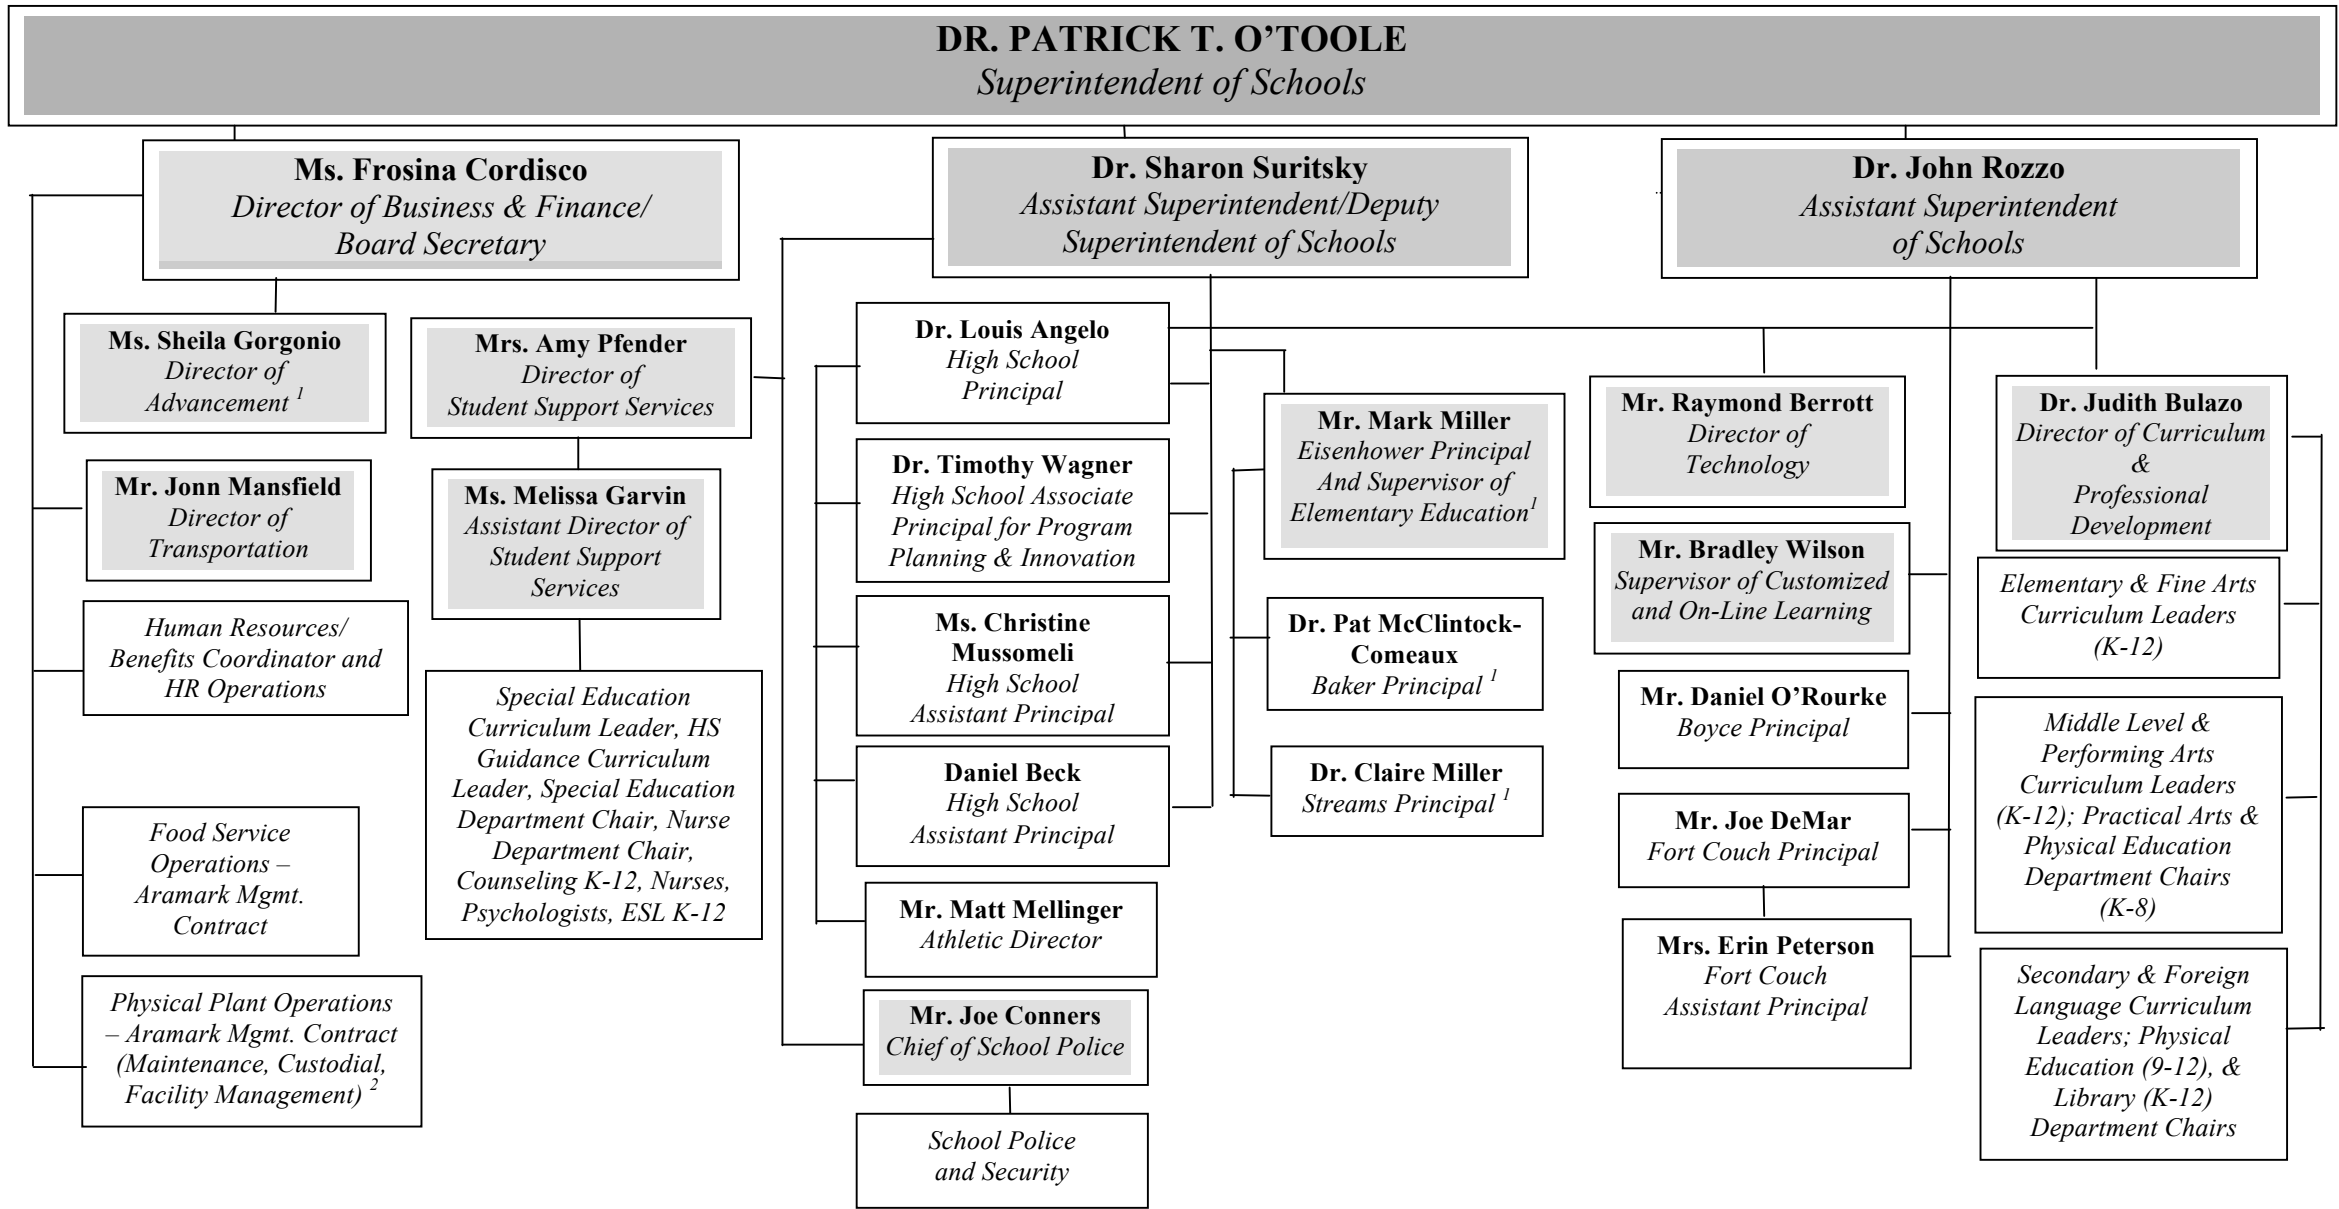 DR. PATRICK T. O’TOOLE
Superintendent of Schools
Ms. Frosina Cordisco
Director of Business & Finance/
Board Secretary
Dr. Sharon Suritsky
Assistant Superintendent/Deputy
Superintendent of Schools
Dr. John Rozzo
Assistant Superintendent
of Schools
Ms. Sheila Gorgonio
Director of
Advancement 1
Mr. Jonn Mansfield
Director of
Transportation
Human Resources/
Benefits Coordinator and
HR Operations
Food Service
Operations –
Aramark Mgmt.
Contract
Physical Plant Operations
– Aramark Mgmt. Contract
(Maintenance, Custodial,
Facility Management) 2
Mrs. Amy Pfender
Director of
Student Support Services
Ms. Melissa Garvin
Assistant Director of
Student Support
Services
Special Education
Curriculum Leader, HS
Guidance Curriculum
Leader, Special Education
Department Chair, Nurse
Department Chair,
Counseling K-12, Nurses,
Psychologists, ESL K-12
Dr. Louis Angelo
High School
Principal
Dr. Timothy Wagner
High School Associate
Principal for Program
Planning & Innovation
Ms. Christine
Mussomeli
High School
Assistant Principal
Daniel Beck
High School
Assistant Principal
Mr. Matt Mellinger
Athletic Director
Mr. Joe Conners
Chief of School Police
School Police
and Security
Mr. Mark Miller
Eisenhower Principal
And Supervisor of
Elementary Education1
Dr. Pat McClintock-
Comeaux
Baker Principal 1
Dr. Claire Miller
Streams Principal 1
Mr. Raymond Berrott
Director of
Technology
Mr. Bradley Wilson
Supervisor of Customized
and On-Line Learning
Mr. Daniel O’Rourke
Boyce Principal
Mr. Joe DeMar
Fort Couch Principal
Mrs. Erin Peterson
Fort Couch
Assistant Principal
Dr. Judith Bulazo
Director of Curriculum
&
Professional
Development
Elementary & Fine Arts
Curriculum Leaders
(K-12)
Middle Level &
Performing Arts
Curriculum Leaders
(K-12); Practical Arts &
Physical Education
Department Chairs
(K-8)
Secondary & Foreign
Language Curriculum
Leaders; Physical
Education (9-12), &
Library (K-12)
Department Chairs